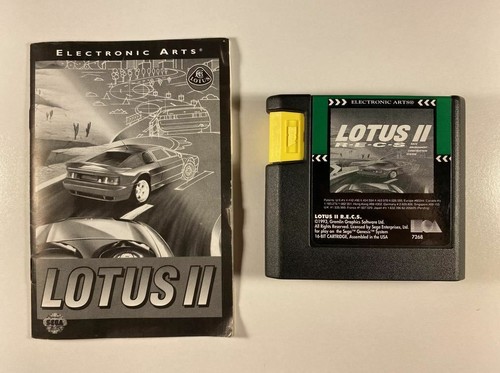 ELECTRONIC ARTS®
LOTUS
LOTUS II
SEGA
ELECTRONIC ARTS®
LOTUS II
R.E.C.S
LOTUS II R.E.C.S.
©1993, Gremlin Graphics Software Ltd.
All Rights Reserved. Licensed by Sega Enterprises, Ltd.
for play on the Sega™ Genesis™ System
16-BIT CARTRIDGE, Assembled in the USA
7268